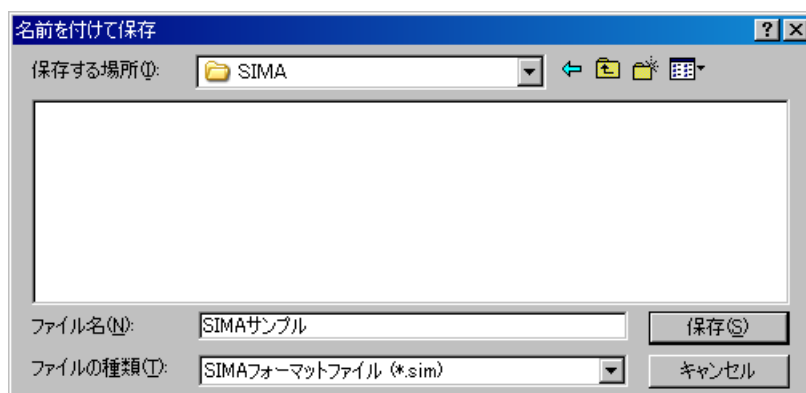 名前を付けて保存
保存する場所(I): SIMA
ファイル名(N): SIMAサンプル 保存(S)
ファイルの種類(T): SIMAフォーマットファイル (*.sim) キャンセル